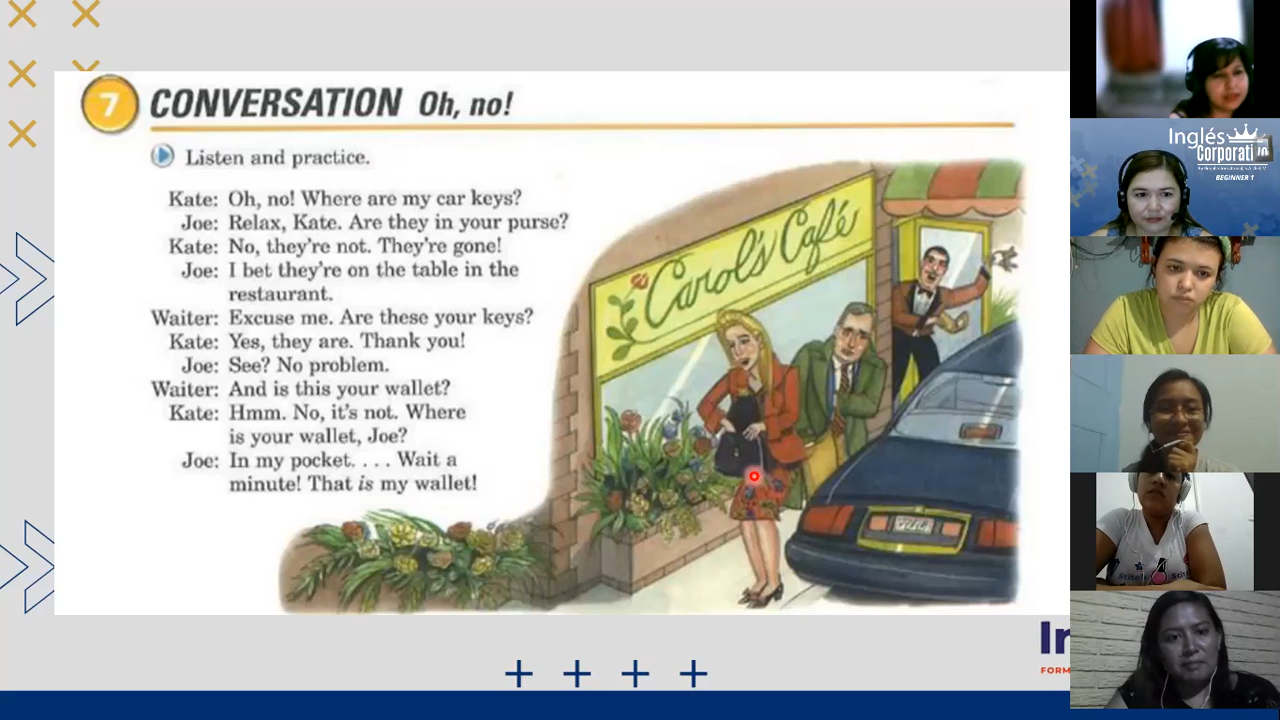 7 CONVERSATION Oh, no!
Listen and practice.
Kate: Oh, no! Where are my car keys?
Joe: Relax, Kate. Are they in your purse?
Kate: No, they're not. They're gone!
Joe: I bet they're on the table in the
restaurant.
Waiter: Excuse me. Are these your keys?
Kate: Yes, they are. Thank you!
Joe: See? No problem.
Waiter: And is this your wallet?
Kate: Hmm. No, it's not. Where
is your wallet, Joe?
Joe: In my pocket. . . . Wait a
minute! That is my wallet!
Carol's Café
Inglés
Corporati
BEGINNER 1
In
FORM